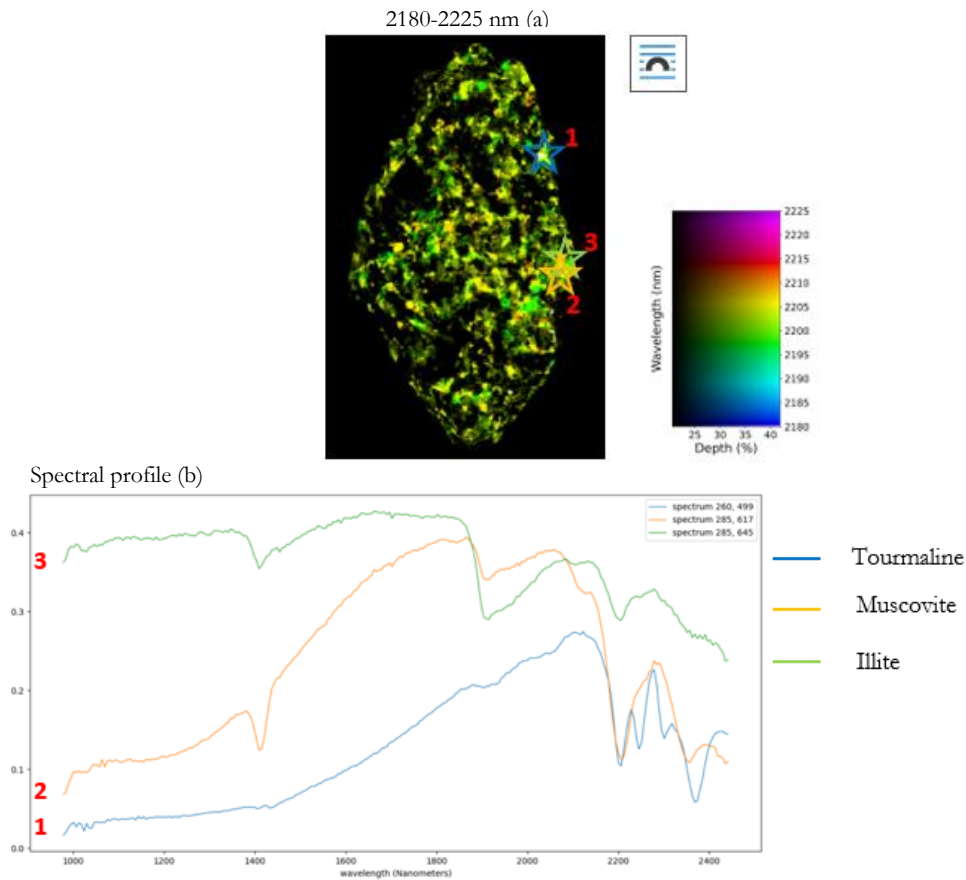 2180-2225 nm (a)
1
3
2
Wavelength (nm)
2225
2220
2215
2210
2205
2200
2195
2190
2185
2180
25 30 35 40
Depth (%)
Spectral profile (b)
spectrum 260, 499
spectrum 285, 617
spectrum 285, 645
0.4
0.3
0.2
0.1
0.0
3
2
1
1000 1200 1400 1600 1800 2000 2200 2400
wavelength (Nanometers)
Tourmaline
Muscovite
Illite